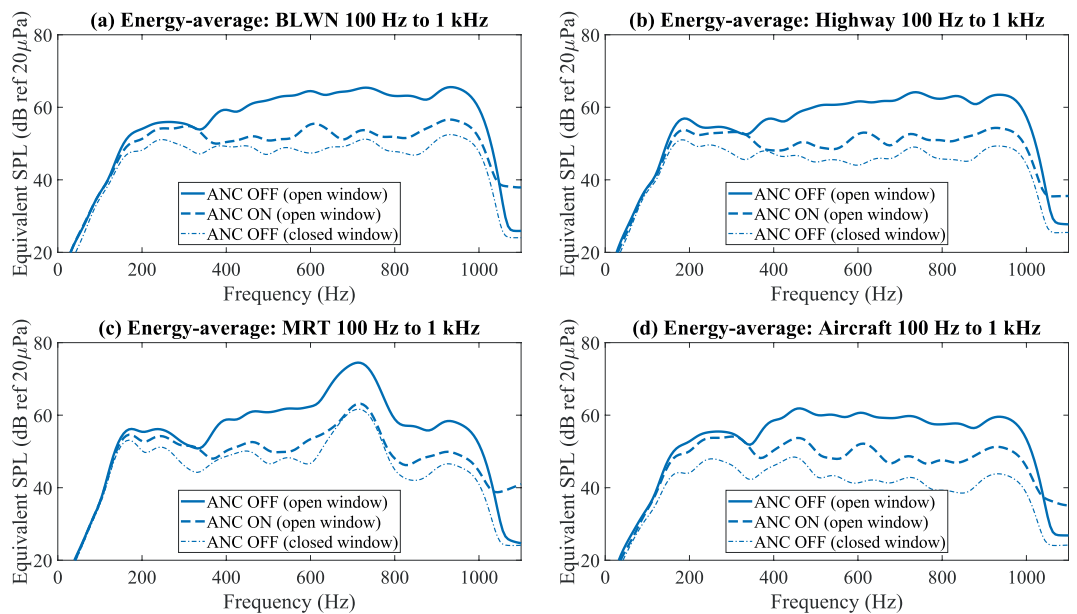 (a) Energy-average: BLWN 100 Hz to 1 kHz
Equivalent SPL (dB ref 20μPa)
80
60
40
20
ANC OFF (open window)
ANC ON (open window)
ANC OFF (closed window)
0 200 400 600 800 1000
Frequency (Hz)
(b) Energy-average: Highway 100 Hz to 1 kHz
Equivalent SPL (dB ref 20μPa)
80
60
40
20
ANC OFF (open window)
ANC ON (open window)
ANC OFF (closed window)
0 200 400 600 800 1000
Frequency (Hz)
(c) Energy-average: MRT 100 Hz to 1 kHz
Equivalent SPL (dB ref 20μPa)
80
60
40
20
ANC OFF (open window)
ANC ON (open window)
ANC OFF (closed window)
0 200 400 600 800 1000
Frequency (Hz)
(d) Energy-average: Aircraft 100 Hz to 1 kHz
Equivalent SPL (dB ref 20μPa)
80
60
40
20
ANC OFF (open window)
ANC ON (open window)
ANC OFF (closed window)
0 200 400 600 800 1000
Frequency (Hz)